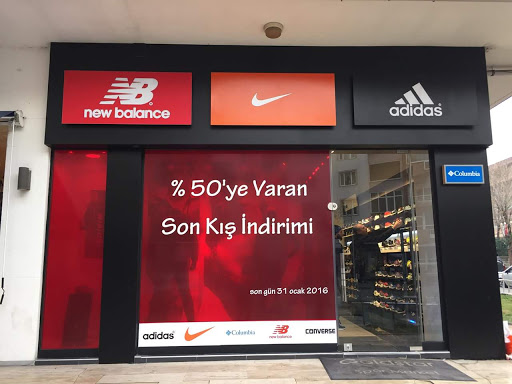 new balance
adidas
Columbia
% 50'ye Varan
Son Kış İndirimi
son gün 31 ocak 2016
adidas
Columbia
new balance
CONVERSE